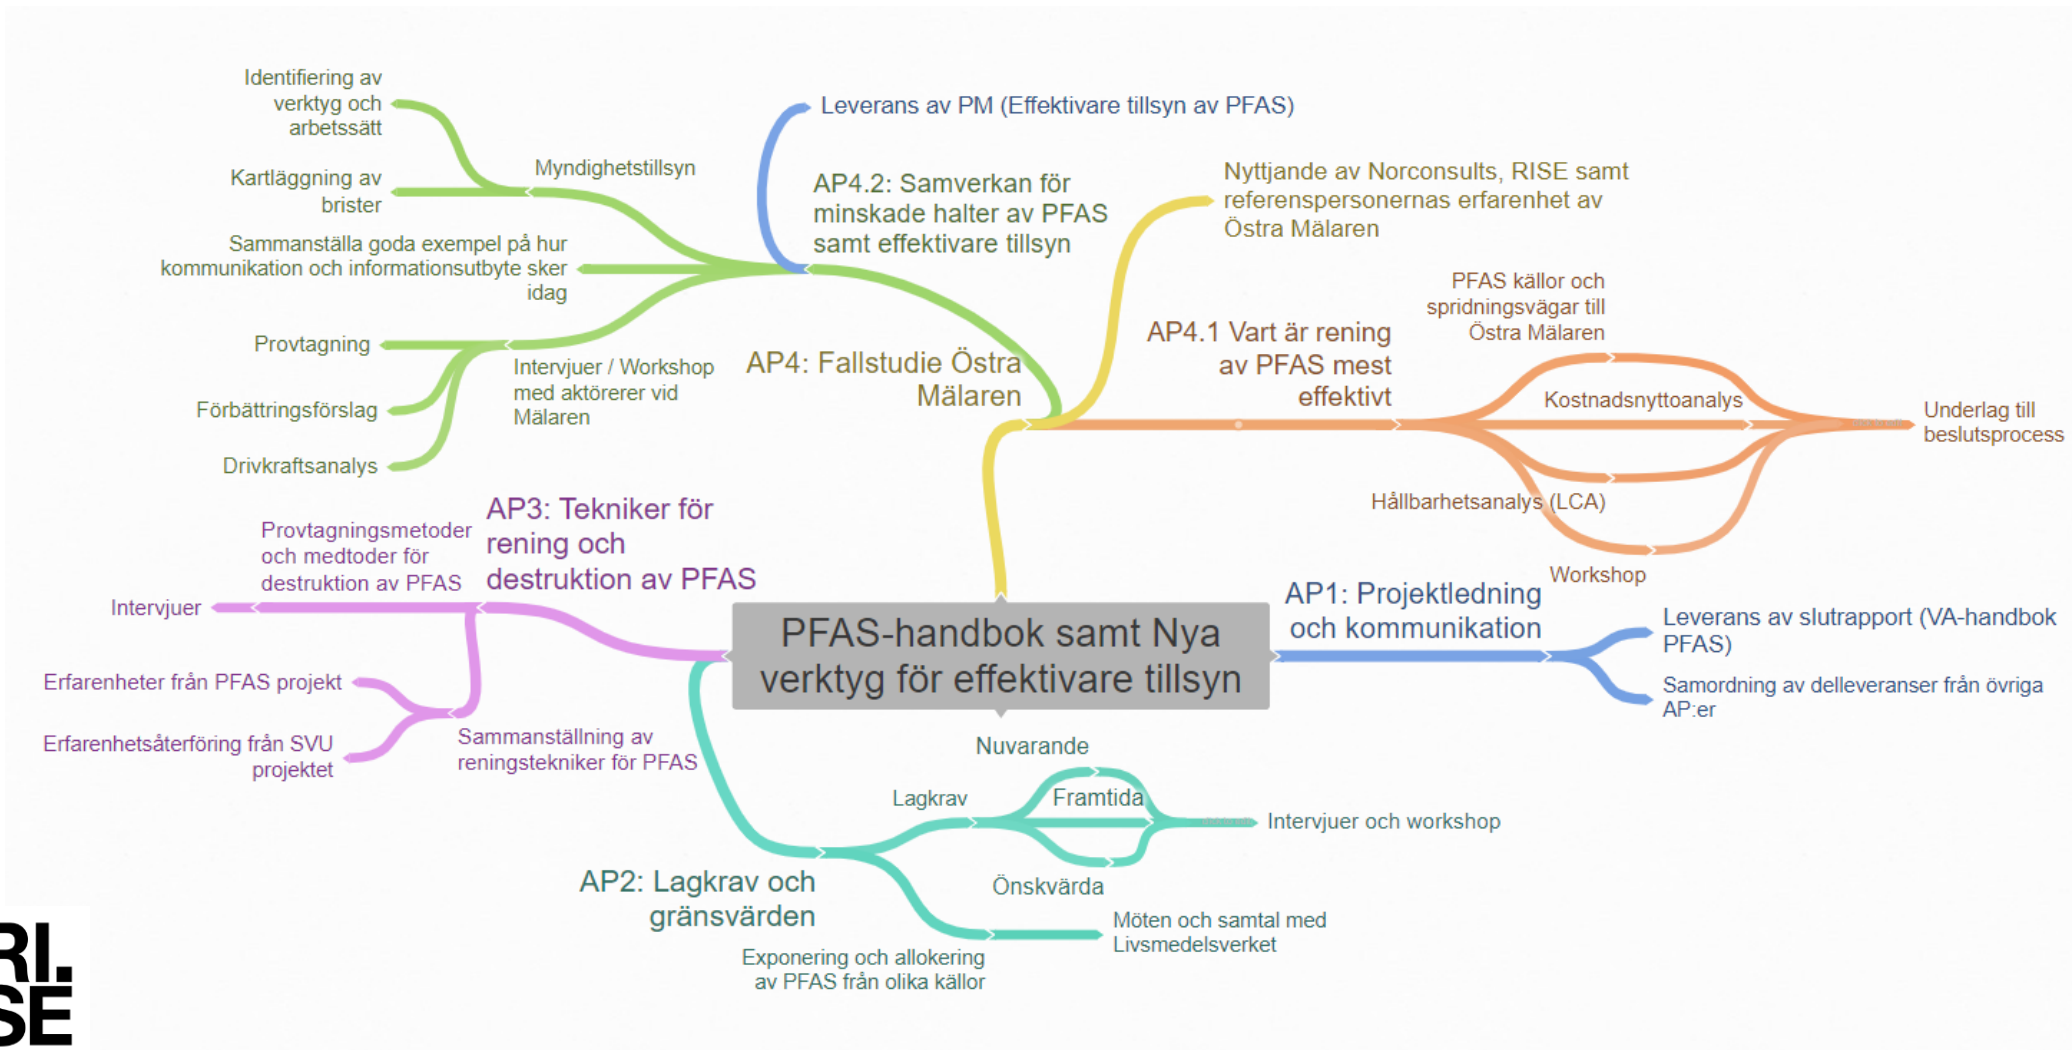 Identifiering av
verktyg och
arbetssätt
Kartläggning av
brister
Myndighetstillsyn
Sammanställa goda exempel på hur
kommunikation och informationsutbyte sker
idag
Provtagning
Förbättringsförslag
Drivkraftsanalys
Intervjuer / Workshop
med aktörerer vid
Mälaren
Leverans av PM (Effektivare tillsyn av PFAS)
AP4.2: Samverkan för
minskade halter av PFAS
samt effektivare tillsyn
AP4: Fallstudie Östra
Mälaren
Nyttjande av Norconsults, RISE samt
referenspersonernas erfarenhet av
Östra Mälaren
AP4.1 Vart är rening
av PFAS mest
effektivt
PFAS källor och
spridningsvägar till
Östra Mälaren
Kostnadsnyttoanalys
Hållbarhetsanalys (LCA)
Workshop
Underlag till
beslutsprocess
AP3: Tekniker för
rening och
destruktion av PFAS
Provtagningsmetoder
och medtoder för
destruktion av PFAS
Intervjuer
Erfarenheter från PFAS projekt
Erfarenhetsåterföring från SVU
projektet
Sammanställning av
reningstekniker för PFAS
PFAS-handbok samt Nya
verktyg för effektivare tillsyn
AP1: Projektledning
och kommunikation
Leverans av slutrapport (VA-handbok
PFAS)
Samordning av delleveranser från övriga
AP:er
AP2: Lagkrav och
gränsvärden
Lagkrav
Nuvarande
Framtida
Önskvärda
Intervjuer och workshop
Exponering och allokering
av PFAS från olika källor
Möten och samtal med
Livsmedelsverket
RI.
SE